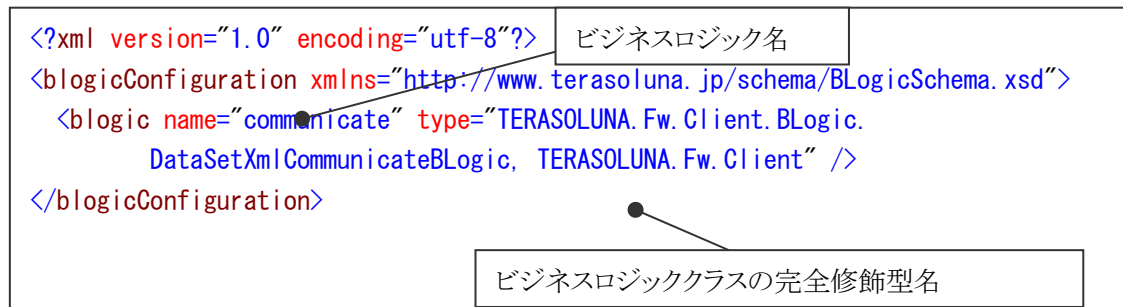 <?xml version="1.0" encoding="utf-8"?>
ビジネスロジック名
<blogicConfiguration xmlns="http://www.terasoluna.jp/schema/BLogicSchema.xsd">
<blogic name="communicate" type="TERASOLUNA.Fw.Client.BLogic.
DataSetXmlCommunicateBLogic, TERASOLUNA.Fw.Client" />
</blogicConfiguration>
ビジネスロジッククラスの完全修飾型名